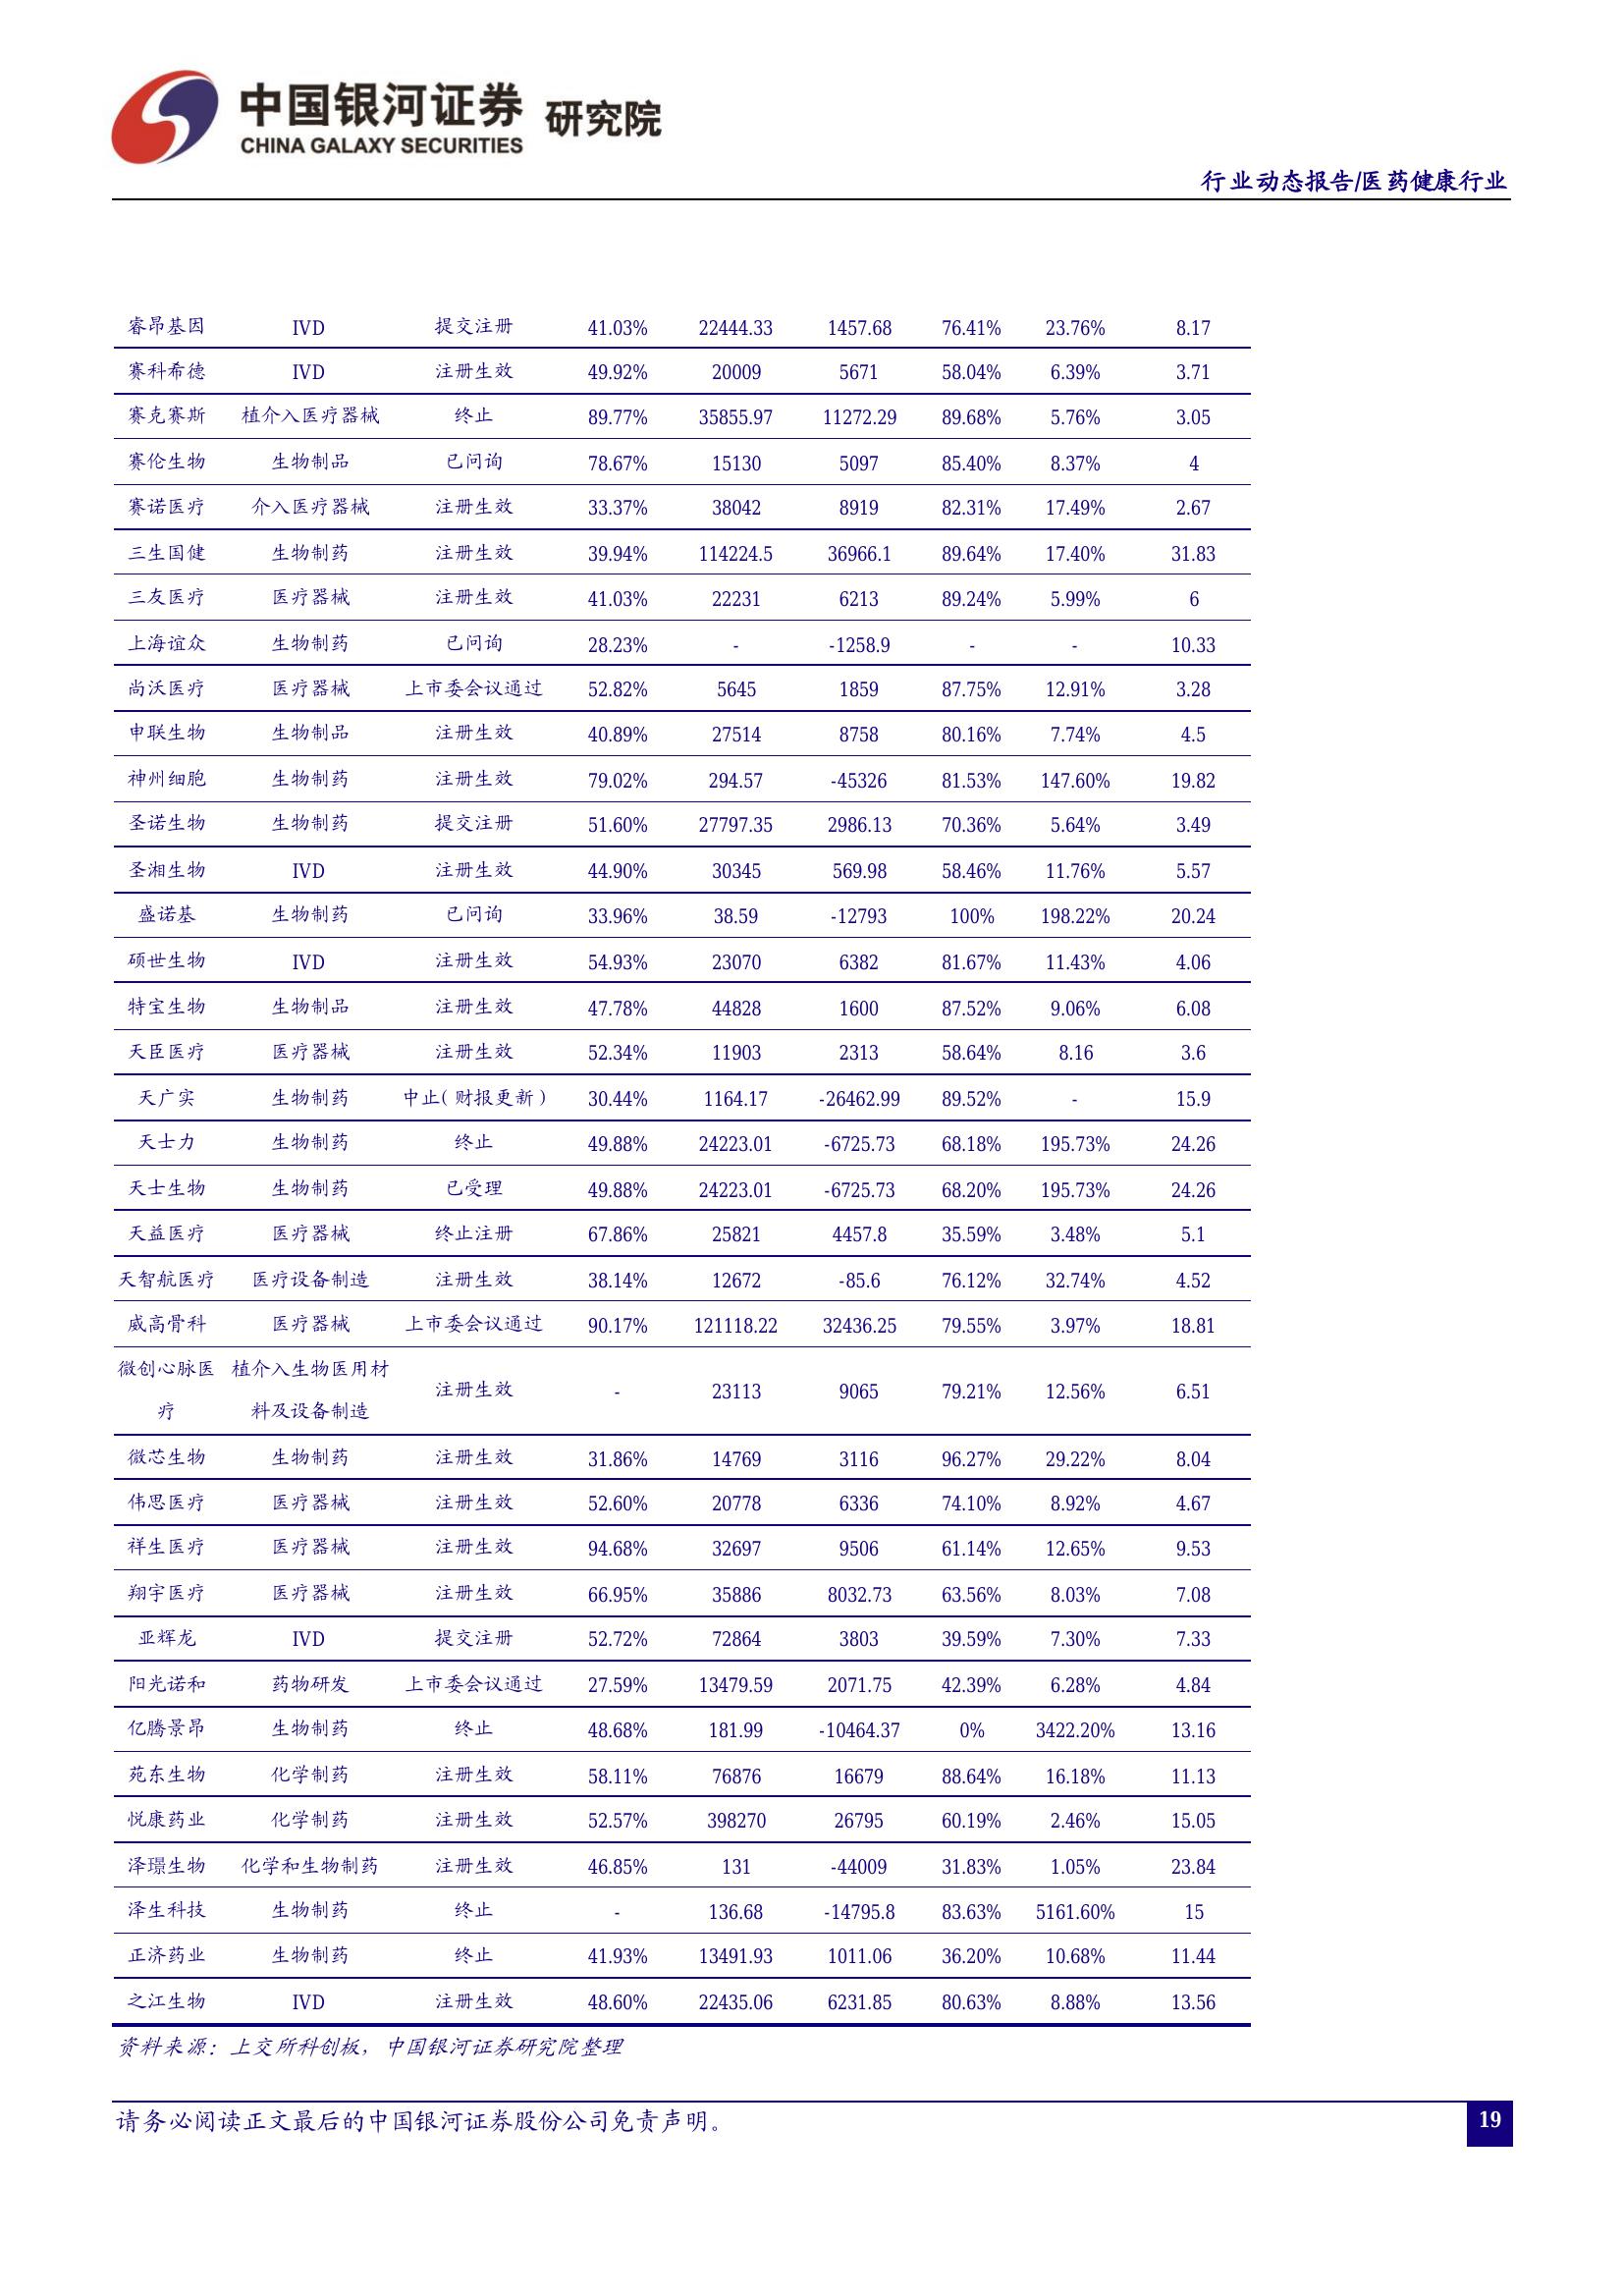 中国银河证券 研究院
CHINA GALAXY SECURITIES
行业动态报告/医药健康行业
睿昂基因 IVD 提交注册 41.03% 22444.33 1457.68 76.41% 23.76% 8.17
赛科希德 IVD 注册生效 49.92% 20009 5671 58.04% 6.39% 3.71
赛克赛斯 植介入医疗器械 终止 89.77% 35855.97 11272.29 89.68% 5.76% 3.05
赛伦生物 生物制品 已问询 78.67% 15130 5097 85.40% 8.37% 4
赛诺医疗 介入医疗器械 注册生效 33.37% 38042 8919 82.31% 17.49% 2.67
三生国健 生物制药 注册生效 39.94% 114224.5 36966.1 89.64% 17.40% 31.83
三友医疗 医疗器械 注册生效 41.03% 22231 6213 89.24% 5.99% 6
上海谊众 生物制药 已问询 28.23% - -1258.9 - - 10.33
尚沃医疗 医疗器械 上市委会议通过 52.82% 5645 1859 87.75% 12.91% 3.28
申联生物 生物制品 注册生效 40.89% 27514 8758 80.16% 7.74% 4.5
神州细胞 生物制药 注册生效 79.02% 294.57 -45326 81.53% 147.60% 19.82
圣诺生物 生物制药 提交注册 51.60% 27797.35 2986.13 70.36% 5.64% 3.49
圣湘生物 IVD 注册生效 44.90% 30345 569.98 58.46% 11.76% 5.57
盛诺基 生物制药 已问询 33.96% 38.59 -12793 100% 198.22% 20.24
硕世生物 IVD 注册生效 54.93% 23070 6382 81.67% 11.43% 4.06
特宝生物 生物制品 注册生效 47.78% 44828 1600 87.52% 9.06% 6.08
天臣医疗 医疗器械 注册生效 52.34% 11903 2313 58.64% 8.16 3.6
天广实 生物制药 中止(财报更新) 30.44% 1164.17 -26462.99 89.52% - 15.9
天士力 生物制药 终止 49.88% 24223.01 -6725.73 68.18% 195.73% 24.26
天士生物 生物制药 已受理 49.88% 24223.01 -6725.73 68.20% 195.73% 24.26
天益医疗 医疗器械 终止注册 67.86% 25821 4457.8 35.59% 3.48% 5.1
天智航医疗 医疗设备制造 注册生效 38.14% 12672 -85.6 76.12% 32.74% 4.52
威高骨科 医疗器械 上市委会议通过 90.17% 121118.22 32436.25 79.55% 3.97% 18.81
微创心脉医 植介入生物医用材
注册生效 - 23113 9065 79.21% 12.56% 6.51
疗 料及设备制造
微芯生物 生物制药 注册生效 31.86% 14769 3116 96.27% 29.22% 8.04
伟思医疗 医疗器械 注册生效 52.60% 20778 6336 74.10% 8.92% 4.67
祥生医疗 医疗器械 注册生效 94.68% 32697 9506 61.14% 12.65% 9.53
翔宇医疗 医疗器械 注册生效 66.95% 35886 8032.73 63.56% 8.03% 7.08
亚辉龙 IVD 提交注册 52.72% 72864 3803 39.59% 7.30% 7.33
阳光诺和 药物研发 上市委会议通过 27.59% 13479.59 2071.75 42.39% 6.28% 4.84
亿腾景昂 生物制药 终止 48.68% 181.99 -10464.37 0% 3422.20% 13.16
苑东生物 化学制药 注册生效 58.11% 76876 16679 88.64% 16.18% 11.13
悦康药业 化学制药 注册生效 52.57% 398270 26795 60.19% 2.46% 15.05
泽璟生物 化学和生物制药 注册生效 46.85% 131 -44009 31.83% 1.05% 23.84
泽生科技 生物制药 终止 - 136.68 -14795.8 83.63% 5161.60% 15
正济药业 生物制药 终止 41.93% 13491.93 1011.06 36.20% 10.68% 11.44
之江生物 IVD 注册生效 48.60% 22435.06 6231.85 80.63% 8.88% 13.56
资料来源：上交所科创板，中国银河证券研究院整理
请务必阅读正文最后的中国银河证券股份公司免责声明。
19